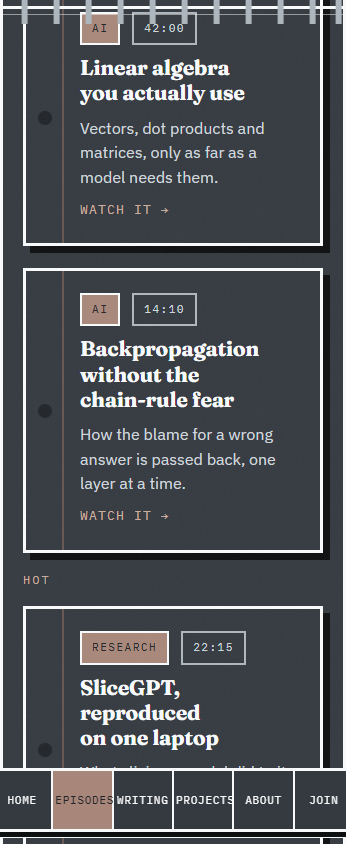 AI 42:00
Linear algebra
you actually use
Vectors, dot products and
matrices, only as far as a
model needs them.
WATCH IT →
AI 14:10
Backpropagation
without the
chain-rule fear
How the blame for a wrong
answer is passed back, one
layer at a time.
WATCH IT →
HOT
RESEARCH 22:15
SliceGPT,
reproduced
on one laptop
HOME EPISODES WRITING PROJECTS ABOUT JOIN